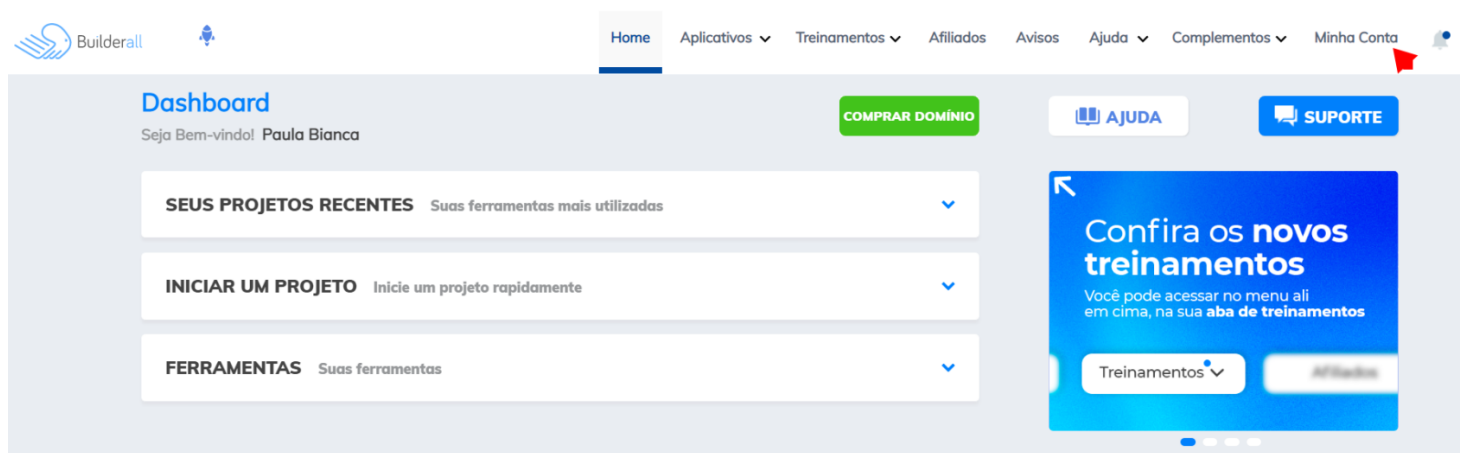 Builderall
Home Aplicativos Treinamentos Afiliados Avisos Ajuda Complementos Minha Conta
Dashboard
Seja Bem-vindo! Paula Bianca
COMPRAR DOMÍNIO
AJUDA
SUPORTE
SEUS PROJETOS RECENTES Suas ferramentas mais utilizadas
INICIAR UM PROJETO Inicie um projeto rapidamente
FERRAMENTAS Suas ferramentas
Confira os novos
treinamentos
Você pode acessar no menu ali
em cima, na sua aba de treinamentos
Treinamentos Afiliados